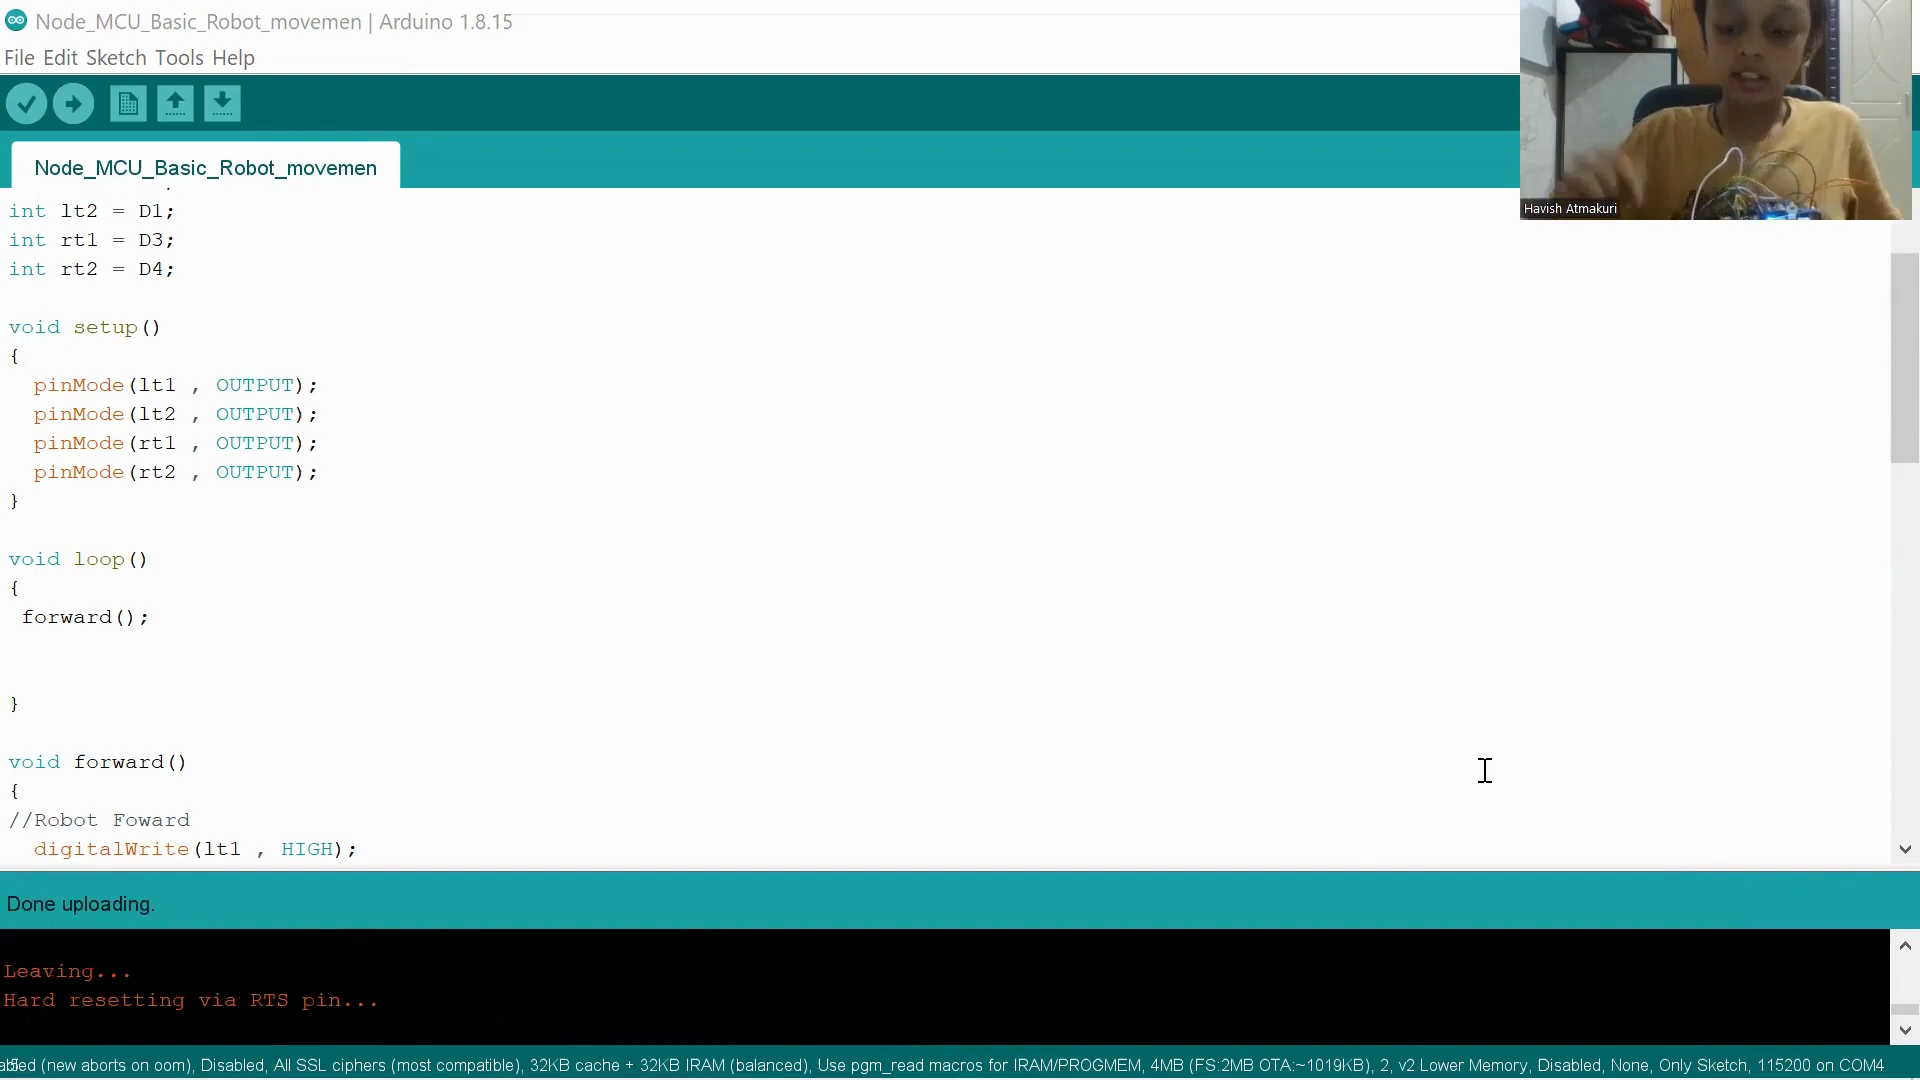 Node_MCU_Basic_Robot_movemen | Arduino 1.8.15
File Edit Sketch Tools Help
Havish Atmakuri
Node_MCU_Basic_Robot_movemen
int lt2 = D1;
int rt1 = D3;
int rt2 = D4;
void setup()
{
pinMode(lt1 , OUTPUT);
pinMode(lt2 , OUTPUT);
pinMode(rt1 , OUTPUT);
pinMode(rt2 , OUTPUT);
}
void loop()
{
forward();
}
void forward()
{
//Robot Foward
digitalWrite(lt1 , HIGH);
Done uploading.
Leaving...
Hard resetting via RTS pin...
(new aborts on oom), Disabled, All SSL ciphers (most compatible), 32KB cache + 32KB IRAM (balanced), Use pgm_read macros for IRAM/PROGMEM, 4MB (FS:2MB OTA:~1019KB), 2, v2 Lower Memory, Disabled, None, Only Sketch, 115200 on COM4